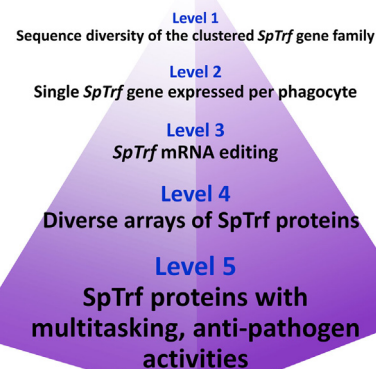 Level 1
Sequence diversity of the clustered SpTrf gene family
Level 2
Single SpTrf gene expressed per phagocyte
Level 3
SpTrf mRNA editing
Level 4
Diverse arrays of SpTrf proteins
Level 5
SpTrf proteins with
multitasking, anti-pathogen
activities